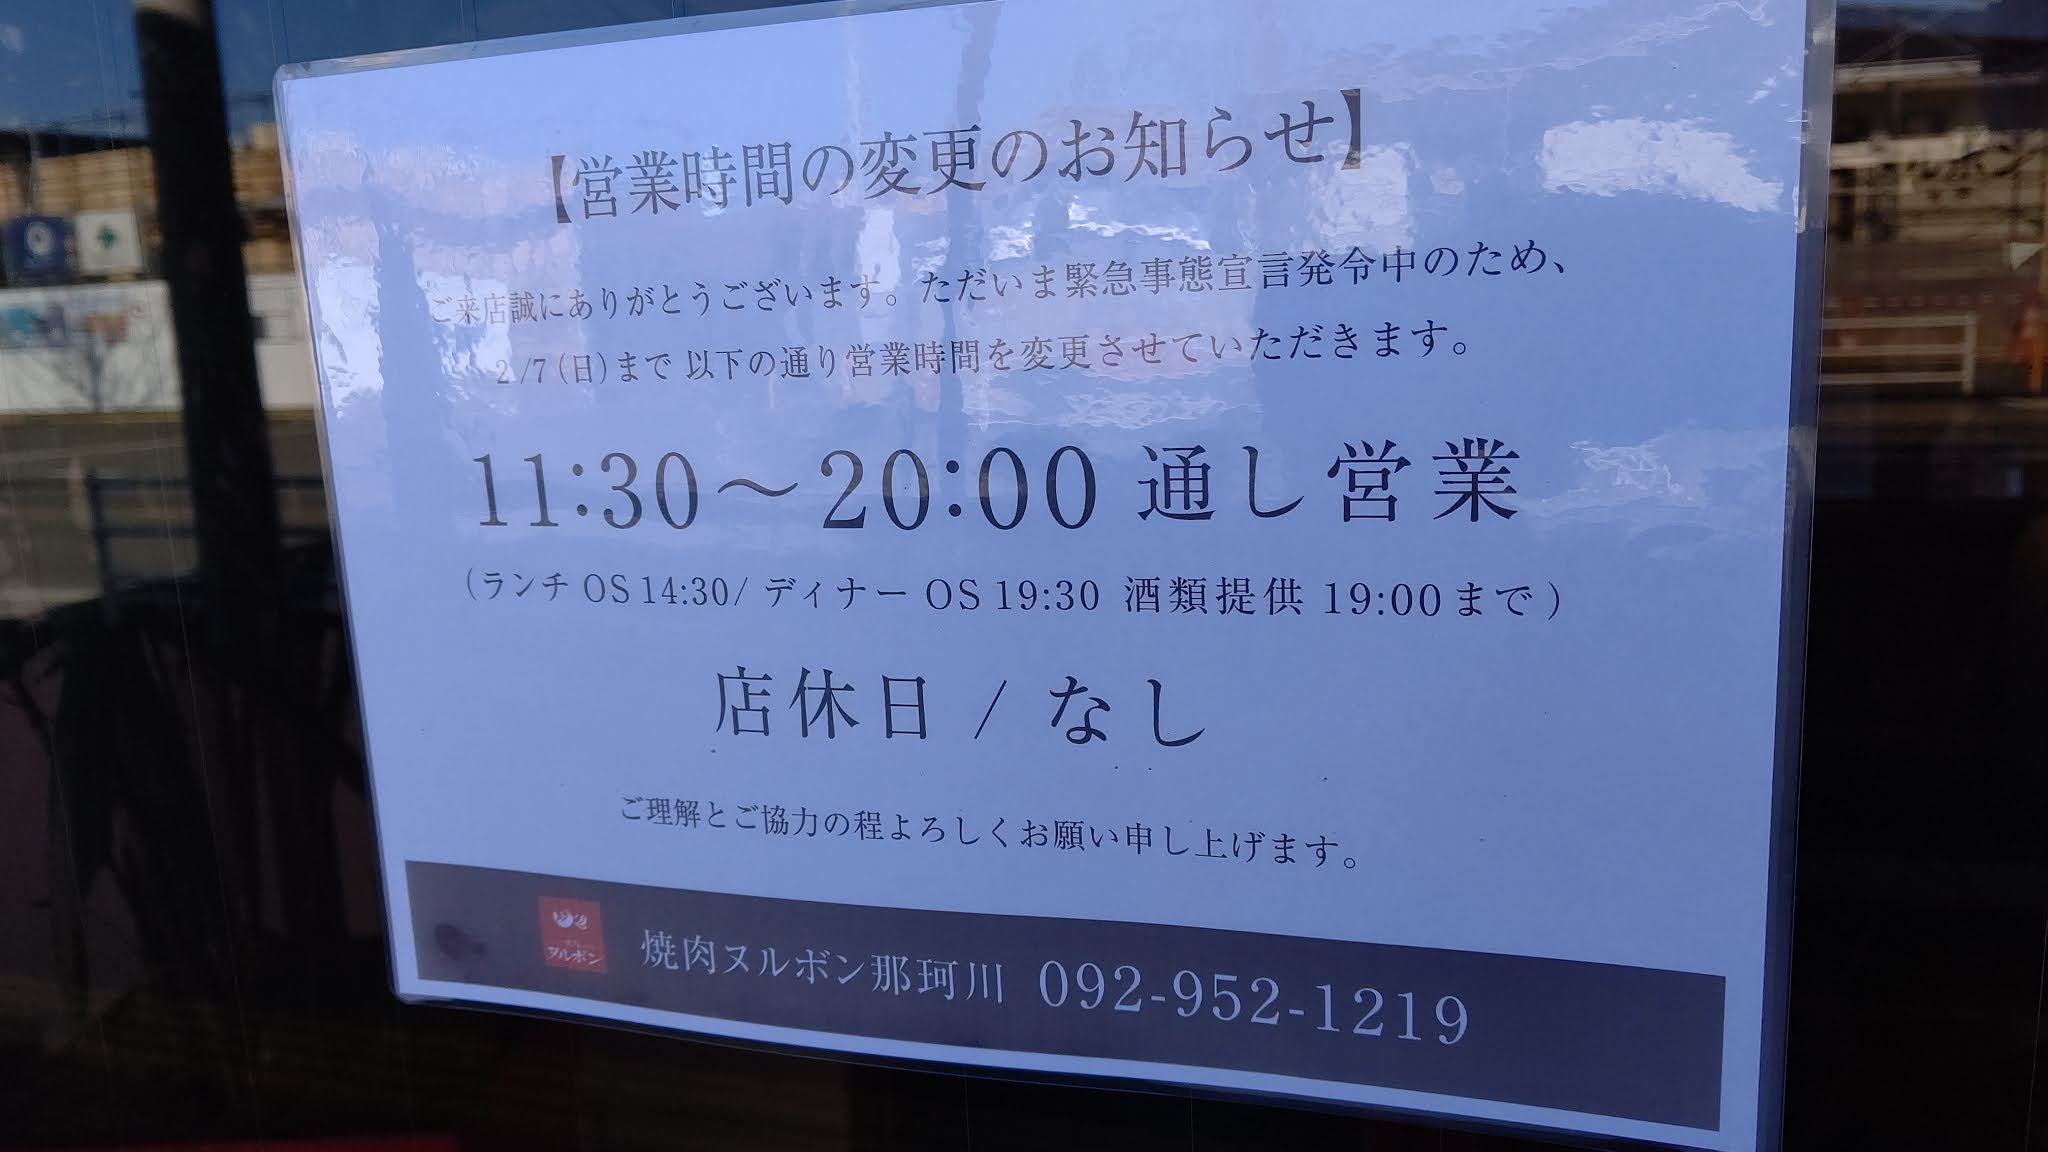 【営業時間の変更のお知らせ】
ご来店誠にありがとうございます。ただいま緊急事態宣言発令中のため、
2/7(日)まで 以下の通り営業時間を変更させていただきます。
11:30～20:00 通し営業
(ランチ OS 14:30/ ディナー OS 19:30 酒類提供 19:00まで)
店休日 / なし
ご理解とご協力の程よろしくお願い申し上げます。
ヌルボン
焼肉ヌルボン那珂川 092-952-1219